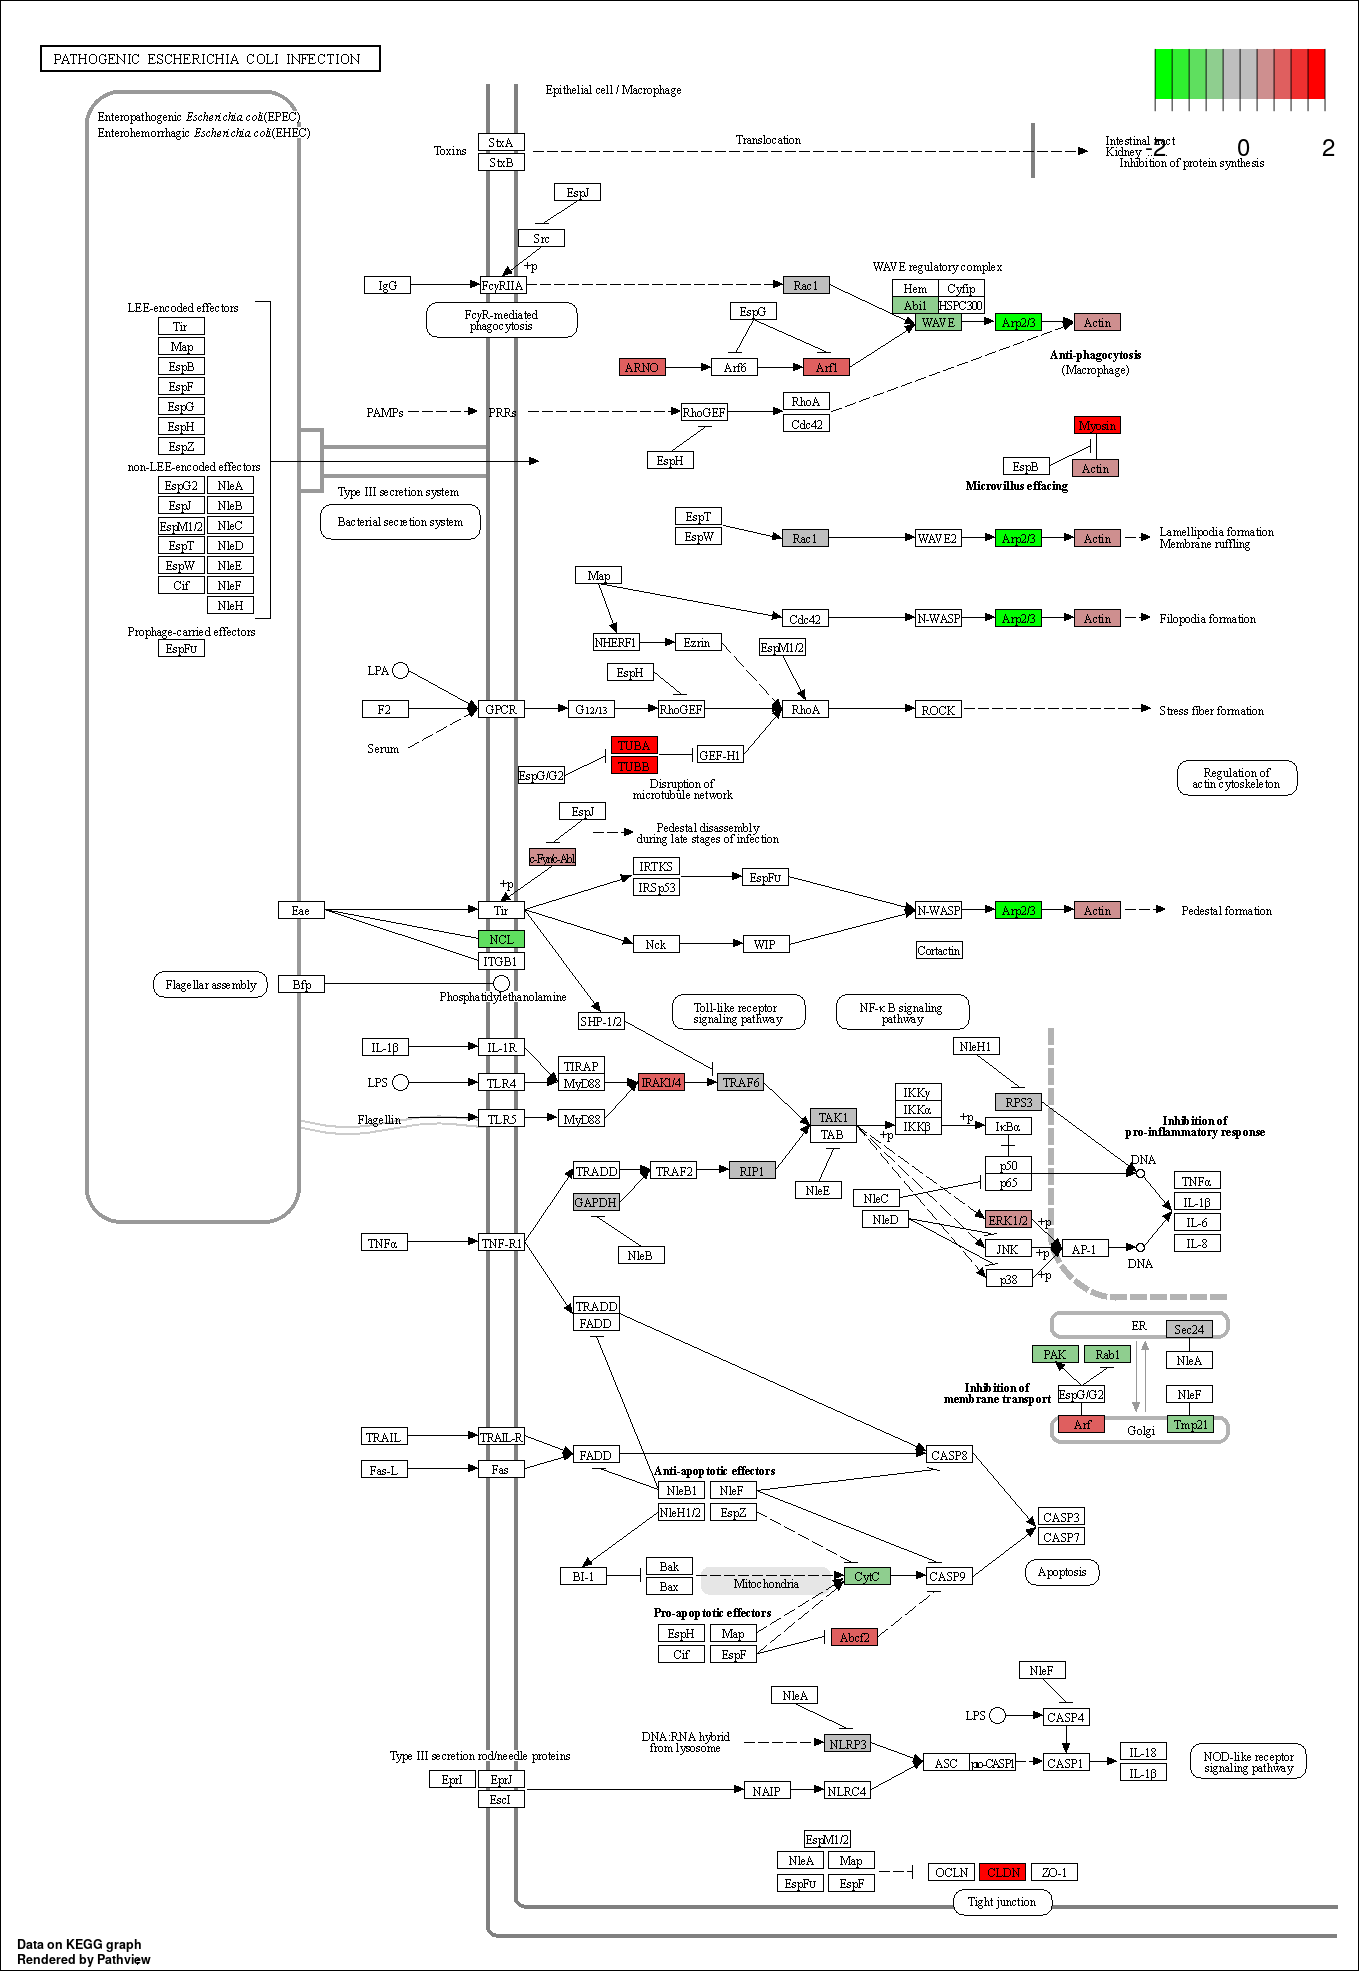 PATHOGENIC ESCHERICHIA COLI INFECTION
-2 0 2
Epithelial cell / Macrophage
Enteropathogenic Escherichia coli(EPEC)
Enterohemorrhagic Escherichia coli(EHEC)
Toxins
StxA
StxB
Translocation
Intestinal tract
Kidney ...
Inhibition of protein synthesis
EspJ
Src
+p
IgG
FcγRIIA
FcγR-mediated
phagocytosis
Rac1
WAVE regulatory complex
Hem
Cyfip
Abi1
HSPC300
WAVE
Arp2/3
Actin
EspG
ARNO
Arf6
Arf1
Anti-phagocytosis
(Macrophage)
PAMPs
PRRs
RhoGEF
RhoA
Cdc42
EspH
Myosin
EspB
Actin
Microvillus effacing
LEE-encoded effectors
Tir
Map
EspB
EspF
EspG
EspH
EspZ
non-LEE-encoded effectors
EspG2
NleA
EspJ
NleB
EspM1/2
NleC
EspT
NleD
EspW
NleE
Cif
NleF
NleH
Prophage-carried effectors
EspFu
Type III secretion system
Bacterial secretion system
EspT
EspW
Rac1
WAVE2
Arp2/3
Actin
Lamellipodia formation
Membrane ruffling
Map
Cdc42
N-WASP
Arp2/3
Actin
Filopodia formation
NHERF1
Ezrin
EspM1/2
EspH
LPA
F2
Serum
GPCR
G12/13
RhoGEF
RhoA
ROCK
Stress fiber formation
TUBA
TUBB
EspG/G2
GEF-H1
Disruption of
microtubule network
Regulation of
actin cytoskeleton
EspJ
Pedestal disassembly
during late stages of infection
c-Fyn/c-Abl
+p
IRTKS
IRSp53
EspFu
Eae
Tir
N-WASP
Arp2/3
Actin
Pedestal formation
NCL
ITGB1
Nck
WIP
Cortactin
Flagellar assembly
Bfp
Phosphatidylethanolamine
SHP-1/2
Toll-like receptor
signaling pathway
NF-κ B signaling
pathway
IL-1β
IL-1R
TIRAP
MyD88
LPS
TLR4
IRAK1/4
TRAF6
Flagellin
TLR5
MyD88
TAK1
TAB
+p
IKKγ
IKKα
IKKβ
+p
NleH1
RPS3
IκBα
p50
p65
Inhibition of
pro-inflammatory response
DNA
TNFα
IL-1β
IL-6
IL-8
TRADD
TRAF2
RIP1
GAPDH
NleB
NleE
NleC
NleD
ERK1/2
+p
JNK
+p
p38
+p
AP-1
DNA
TNFα
TNF-R1
TRADD
FADD
ER
Sec24
NleA
PAK
Rab1
EspG/G2
NleF
Inhibition of
membrane transport
Arf
Golgi
Tmp21
TRAIL
TRAIL-R
Fas-L
Fas
FADD
CASP8
Anti-apoptotic effectors
NleB1
NleF
NleH1/2
EspZ
CASP3
CASP7
BI-1
Bak
Bax
Mitochondria
CytC
CASP9
Apoptosis
Pro-apoptotic effectors
EspH
Map
Cif
EspF
Abcf2
NleA
NleF
LPS
CASP4
DNA:RNA hybrid
from lysosome
NLRP3
Type III secretion rod/needle proteins
EprI
EprJ
EscI
NAIP
NLRC4
ASC
pro-CASP1
CASP1
IL-18
IL-1β
NOD-like receptor
signaling pathway
EspM1/2
NleA
Map
EspFu
EspF
OCLN
CLDN
ZO-1
Tight junction
Data on KEGG graph
Rendered by Pathview